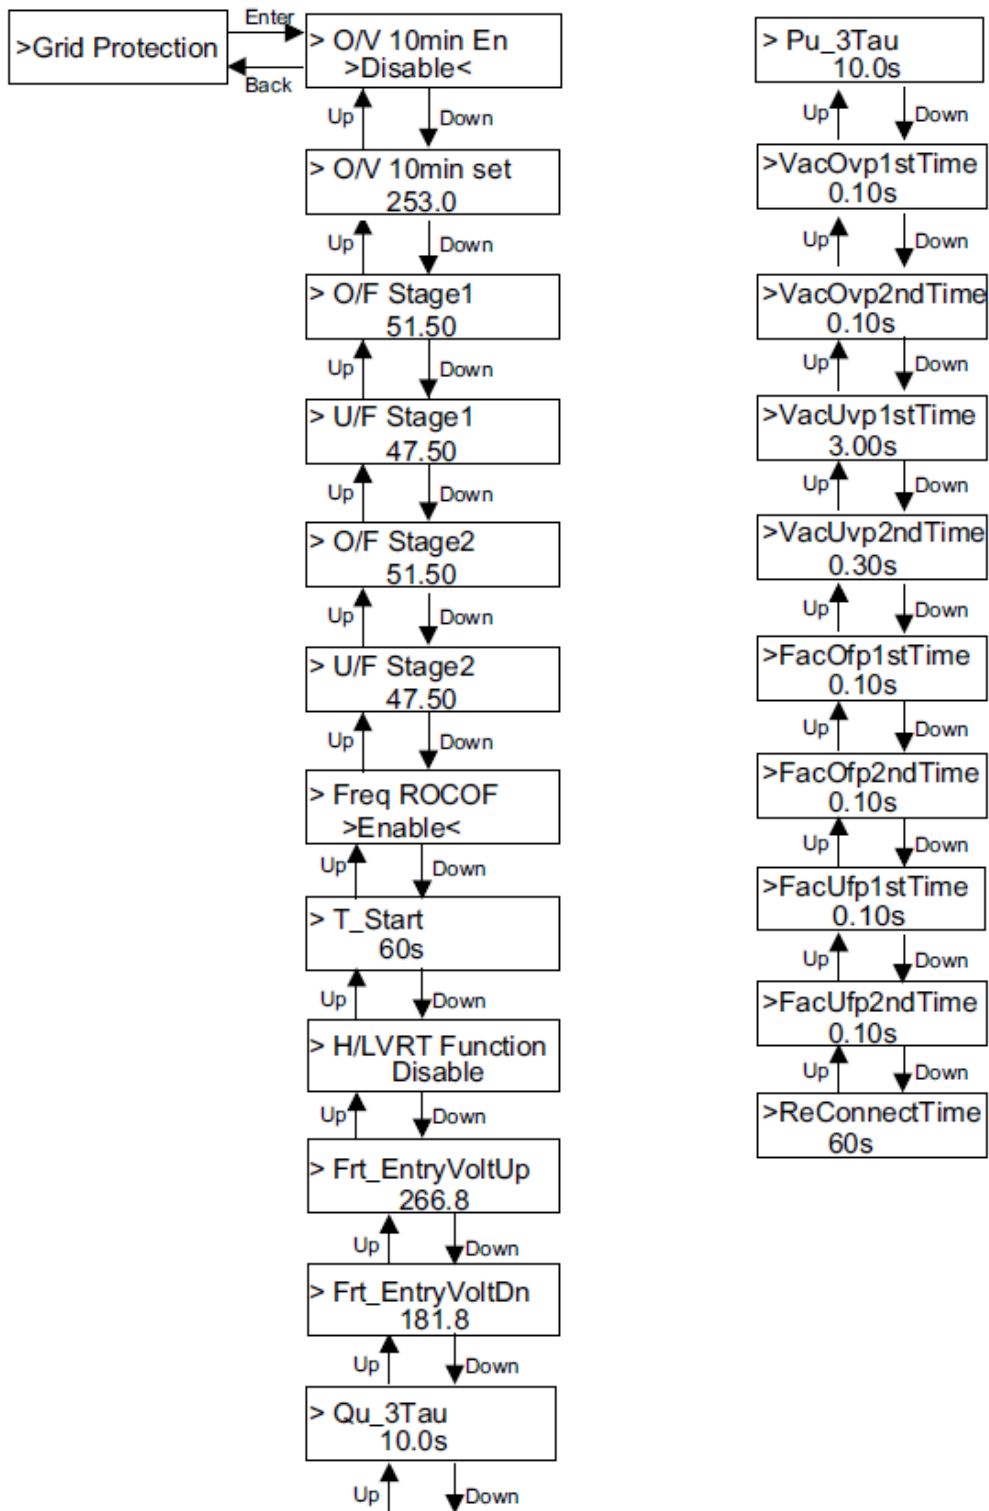 >Grid Protection
Enter
Back
> O/V 10min En
>Disable<
Up
Down
> O/V 10min set
253.0
Up
Down
> O/F Stage1
51.50
Up
Down
> U/F Stage1
47.50
Up
Down
> O/F Stage2
51.50
Up
Down
> U/F Stage2
47.50
Up
Down
> Freq ROCOF
>Enable<
Up
Down
> T_Start
60s
Up
Down
> H/LVRT Function
Disable
Up
Down
> Frt_EntryVoltUp
266.8
Up
Down
> Frt_EntryVoltDn
181.8
Up
Down
> Qu_3Tau
10.0s
Up
Down
> Pu_3Tau
10.0s
Up
Down
>VacOvp1stTime
0.10s
Up
Down
>VacOvp2ndTime
0.10s
Up
Down
>VacUvp1stTime
3.00s
Up
Down
>VacUvp2ndTime
0.30s
Up
Down
>FacOfp1stTime
0.10s
Up
Down
>FacOfp2ndTime
0.10s
Up
Down
>FacUfp1stTime
0.10s
Up
Down
>FacUfp2ndTime
0.10s
Up
Down
>ReConnectTime
60s